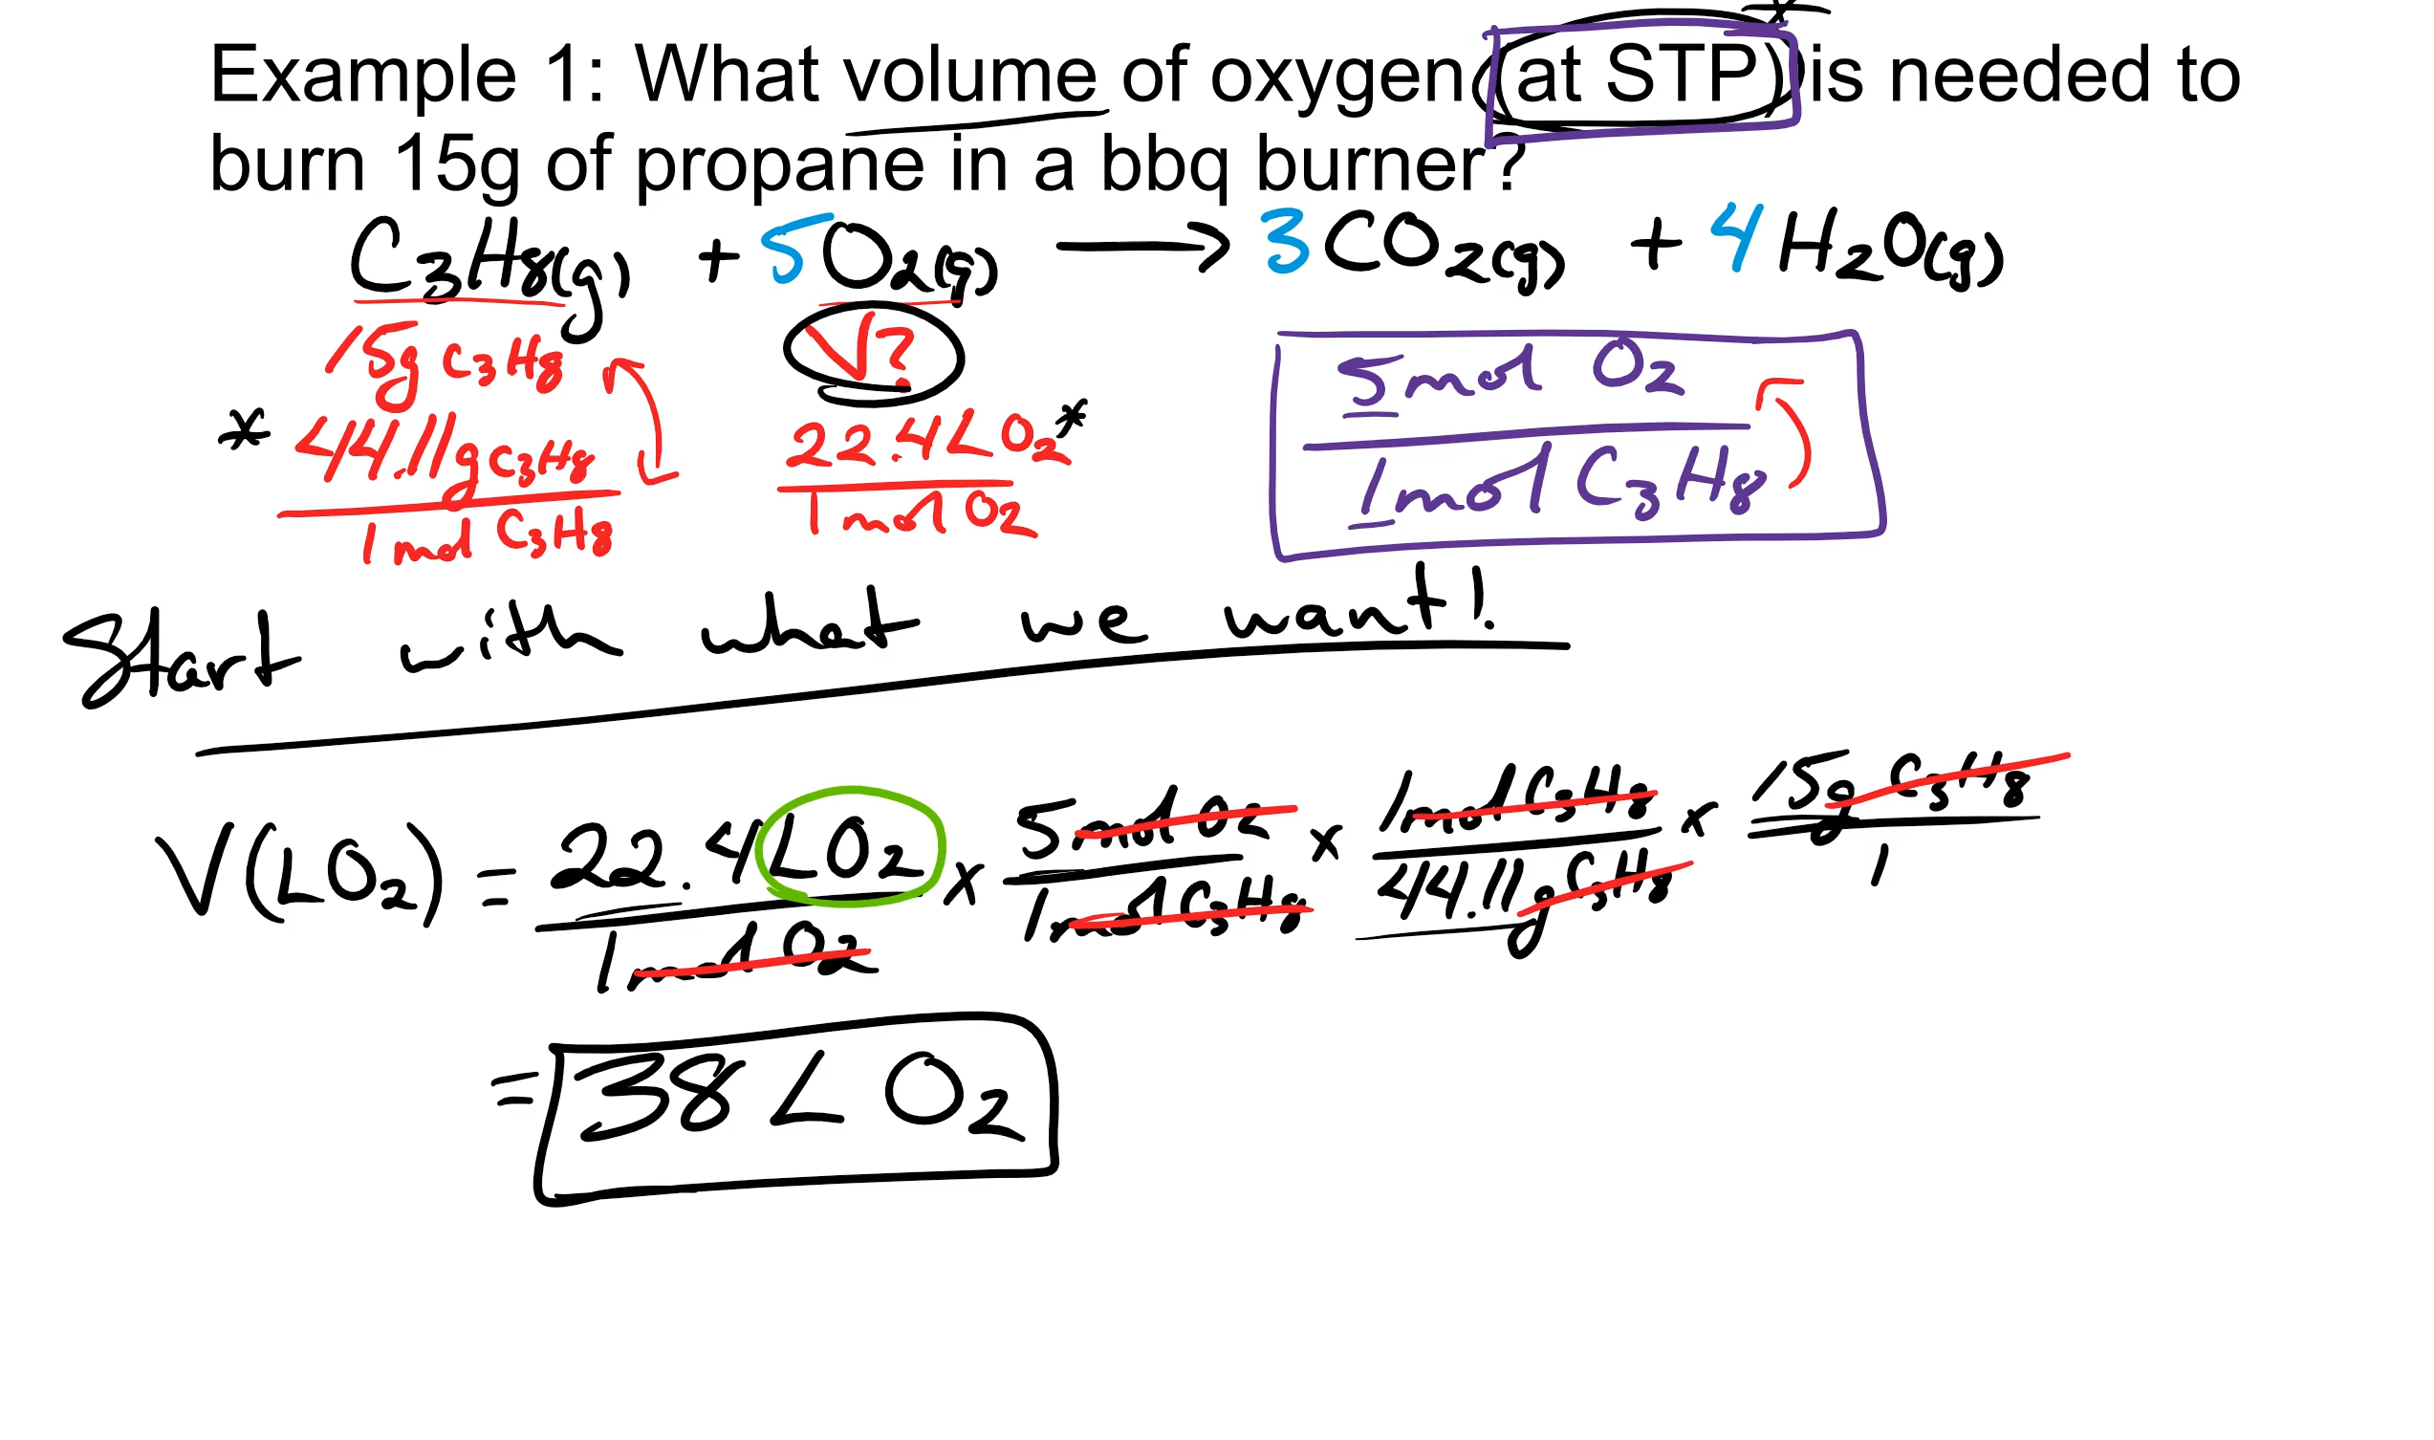 Example 1: What volume of oxygen (at STP) is needed to
burn 15g of propane in a bbq burner?
C₃H₈(g) + 5O₂(g) ⟶ 3CO₂(g) + 4H₂O(g)
15g C₃H₈
V?
* 44.11g C₃H₈
1 mol C₃H₈
22.4L O₂*
1 mol O₂
5 mol O₂
1 mol C₃H₈
Start with what we want!
V(LO₂) = 22.4LO₂ / 1 mol O₂ x 5 mol O₂ / 1 mol C₃H₈ x 1 mol C₃H₈ / 44.11g C₃H₈ x 15g C₃H₈ / 1
= 38L O₂